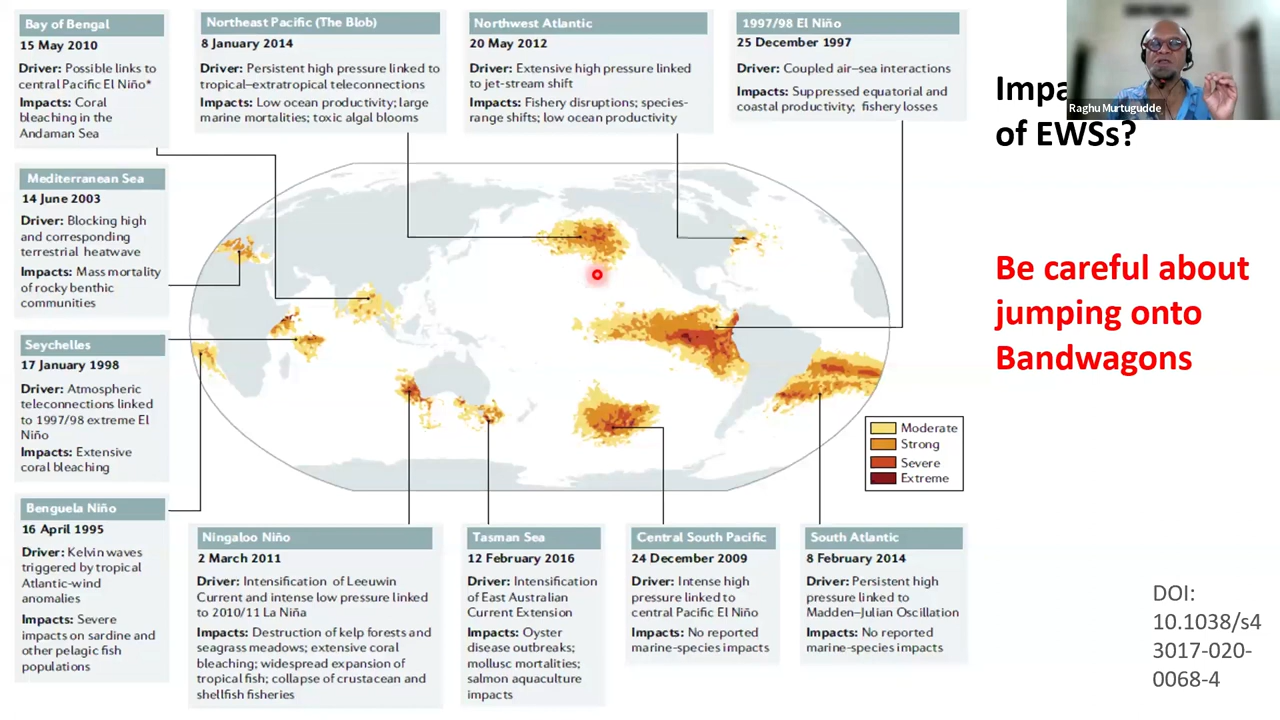 Bay of Bengal
15 May 2010
Driver: Possible links to
central Pacific El Niño*
Impacts: Coral
bleaching in the
Andaman Sea
Northeast Pacific (The Blob)
8 January 2014
Driver: Persistent high pressure linked to
tropical–extratropical teleconnections
Impacts: Low ocean productivity; large
marine mortalities; toxic algal blooms
Northwest Atlantic
20 May 2012
Driver: Extensive high pressure linked
to jet-stream shift
Impacts: Fishery disruptions; species-
range shifts; low ocean productivity
1997/98 El Niño
25 December 1997
Driver: Coupled air–sea interactions
Impacts: Suppressed equatorial and
coastal productivity; fishery losses
Raghu Murtugudde
of EWSs?
Be careful about
jumping onto
Bandwagons
Mediterranean Sea
14 June 2003
Driver: Blocking high
and corresponding
terrestrial heatwave
Impacts: Mass mortality
of rocky benthic
communities
Seychelles
17 January 1998
Driver: Atmospheric
teleconnections linked
to 1997/98 extreme El
Niño
Impacts: Extensive
coral bleaching
Moderate
Strong
Severe
Extreme
Benguela Niño
16 April 1995
Driver: Kelvin waves
triggered by tropical
Atlantic-wind
anomalies
Impacts: Severe
impacts on sardine and
other pelagic fish
populations
Ningaloo Niño
2 March 2011
Driver: Intensification of Leeuwin
Current and intense low pressure linked
to 2010/11 La Niña
Impacts: Destruction of kelp forests and
seagrass meadows; extensive coral
bleaching; widespread expansion of
tropical fish; collapse of crustacean and
shellfish fisheries
Tasman Sea
12 February 2016
Driver: Intensification
of East Australian
Current Extension
Impacts: Oyster
disease outbreaks;
mollusc mortalities;
salmon aquaculture
impacts
Central South Pacific
24 December 2009
Driver: Intense high
pressure linked to
central Pacific El Niño
Impacts: No reported
marine-species impacts
South Atlantic
8 February 2014
Driver: Persistent high
pressure linked to
Madden–Julian Oscillation
Impacts: No reported
marine-species impacts
DOI:
10.1038/s4
3017-020-
0068-4